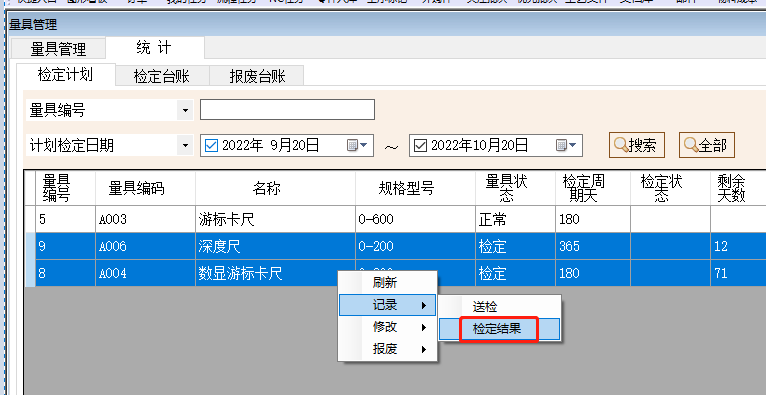 量具管理
量具管理 统 计
检定计划 检定台账 报废台账
量具编号
计划检定日期 2022年 9月20日 ~ 2022年10月20日 搜索 全部
量具编号 量具编码 名称 规格型号 量具状态 检定周期天 检定状态 剩余天数
5 A003 游标卡尺 0-600 正常 180
9 A006 深度尺 0-200 检定 365 12
8 A004 数显游标卡尺 检定 180 71
刷新
记录 送检
修改 检定结果
报废